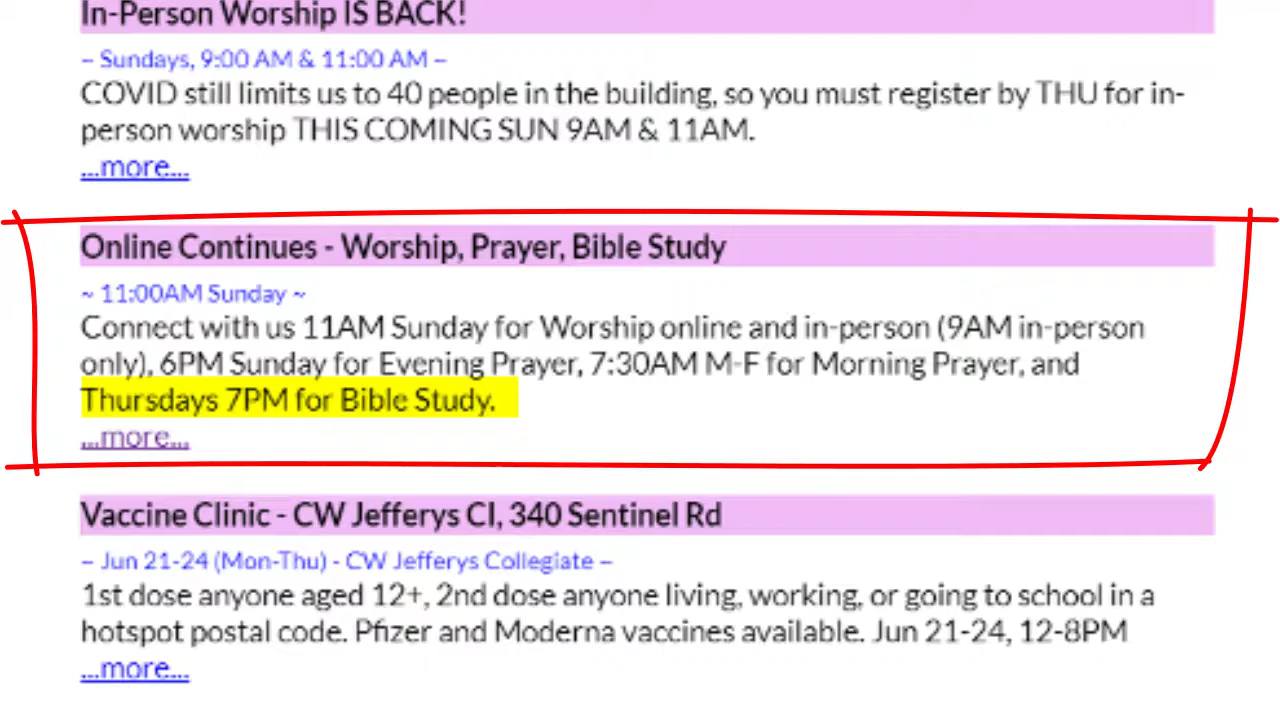 In-Person Worship IS BACK!
~ Sundays, 9:00 AM & 11:00 AM ~
COVID still limits us to 40 people in the building, so you must register by THU for in-
person worship THIS COMING SUN 9AM & 11AM.
...more...
Online Continues - Worship, Prayer, Bible Study
~ 11:00AM Sunday ~
Connect with us 11AM Sunday for Worship online and in-person (9AM in-person
only), 6PM Sunday for Evening Prayer, 7:30AM M-F for Morning Prayer, and
Thursdays 7PM for Bible Study.
...more...
Vaccine Clinic - CW Jefferys CI, 340 Sentinel Rd
~ Jun 21-24 (Mon-Thu) - CW Jefferys Collegiate ~
1st dose anyone aged 12+, 2nd dose anyone living, working, or going to school in a
hotspot postal code. Pfizer and Moderna vaccines available. Jun 21-24, 12-8PM
...more...